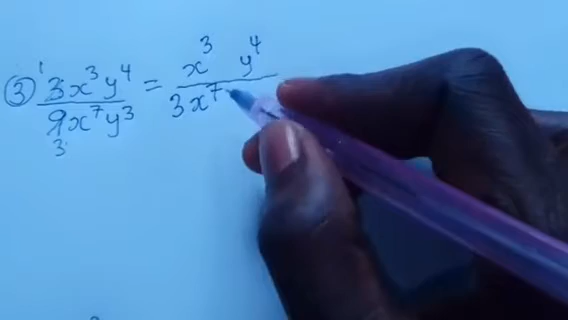 ③ ¹3x³y⁴ / 9x⁷y³ 3 = x³ y⁴ / 3x⁷